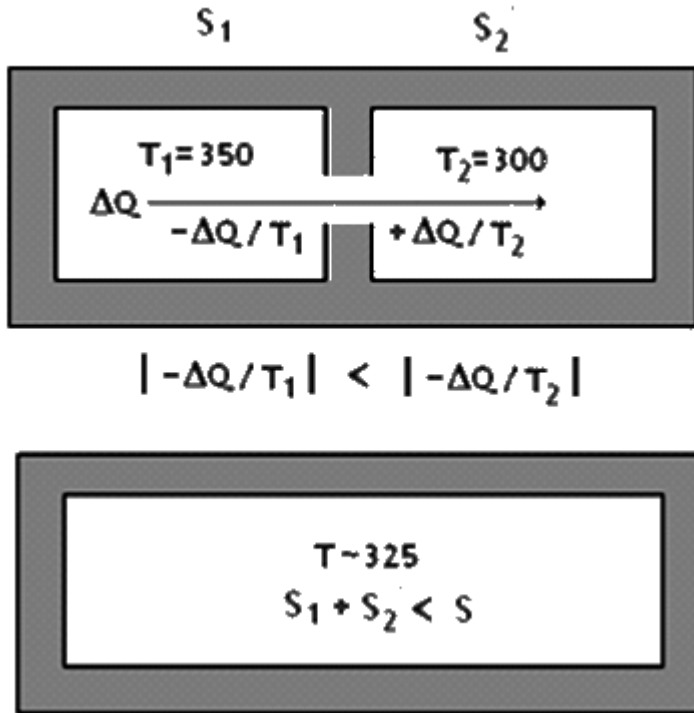 S₁ S₂
T₁=350 T₂=300
ΔQ
-ΔQ/T₁ +ΔQ/T₂
|-ΔQ/T₁| < |-ΔQ/T₂|
T~325
S₁ + S₂ < S